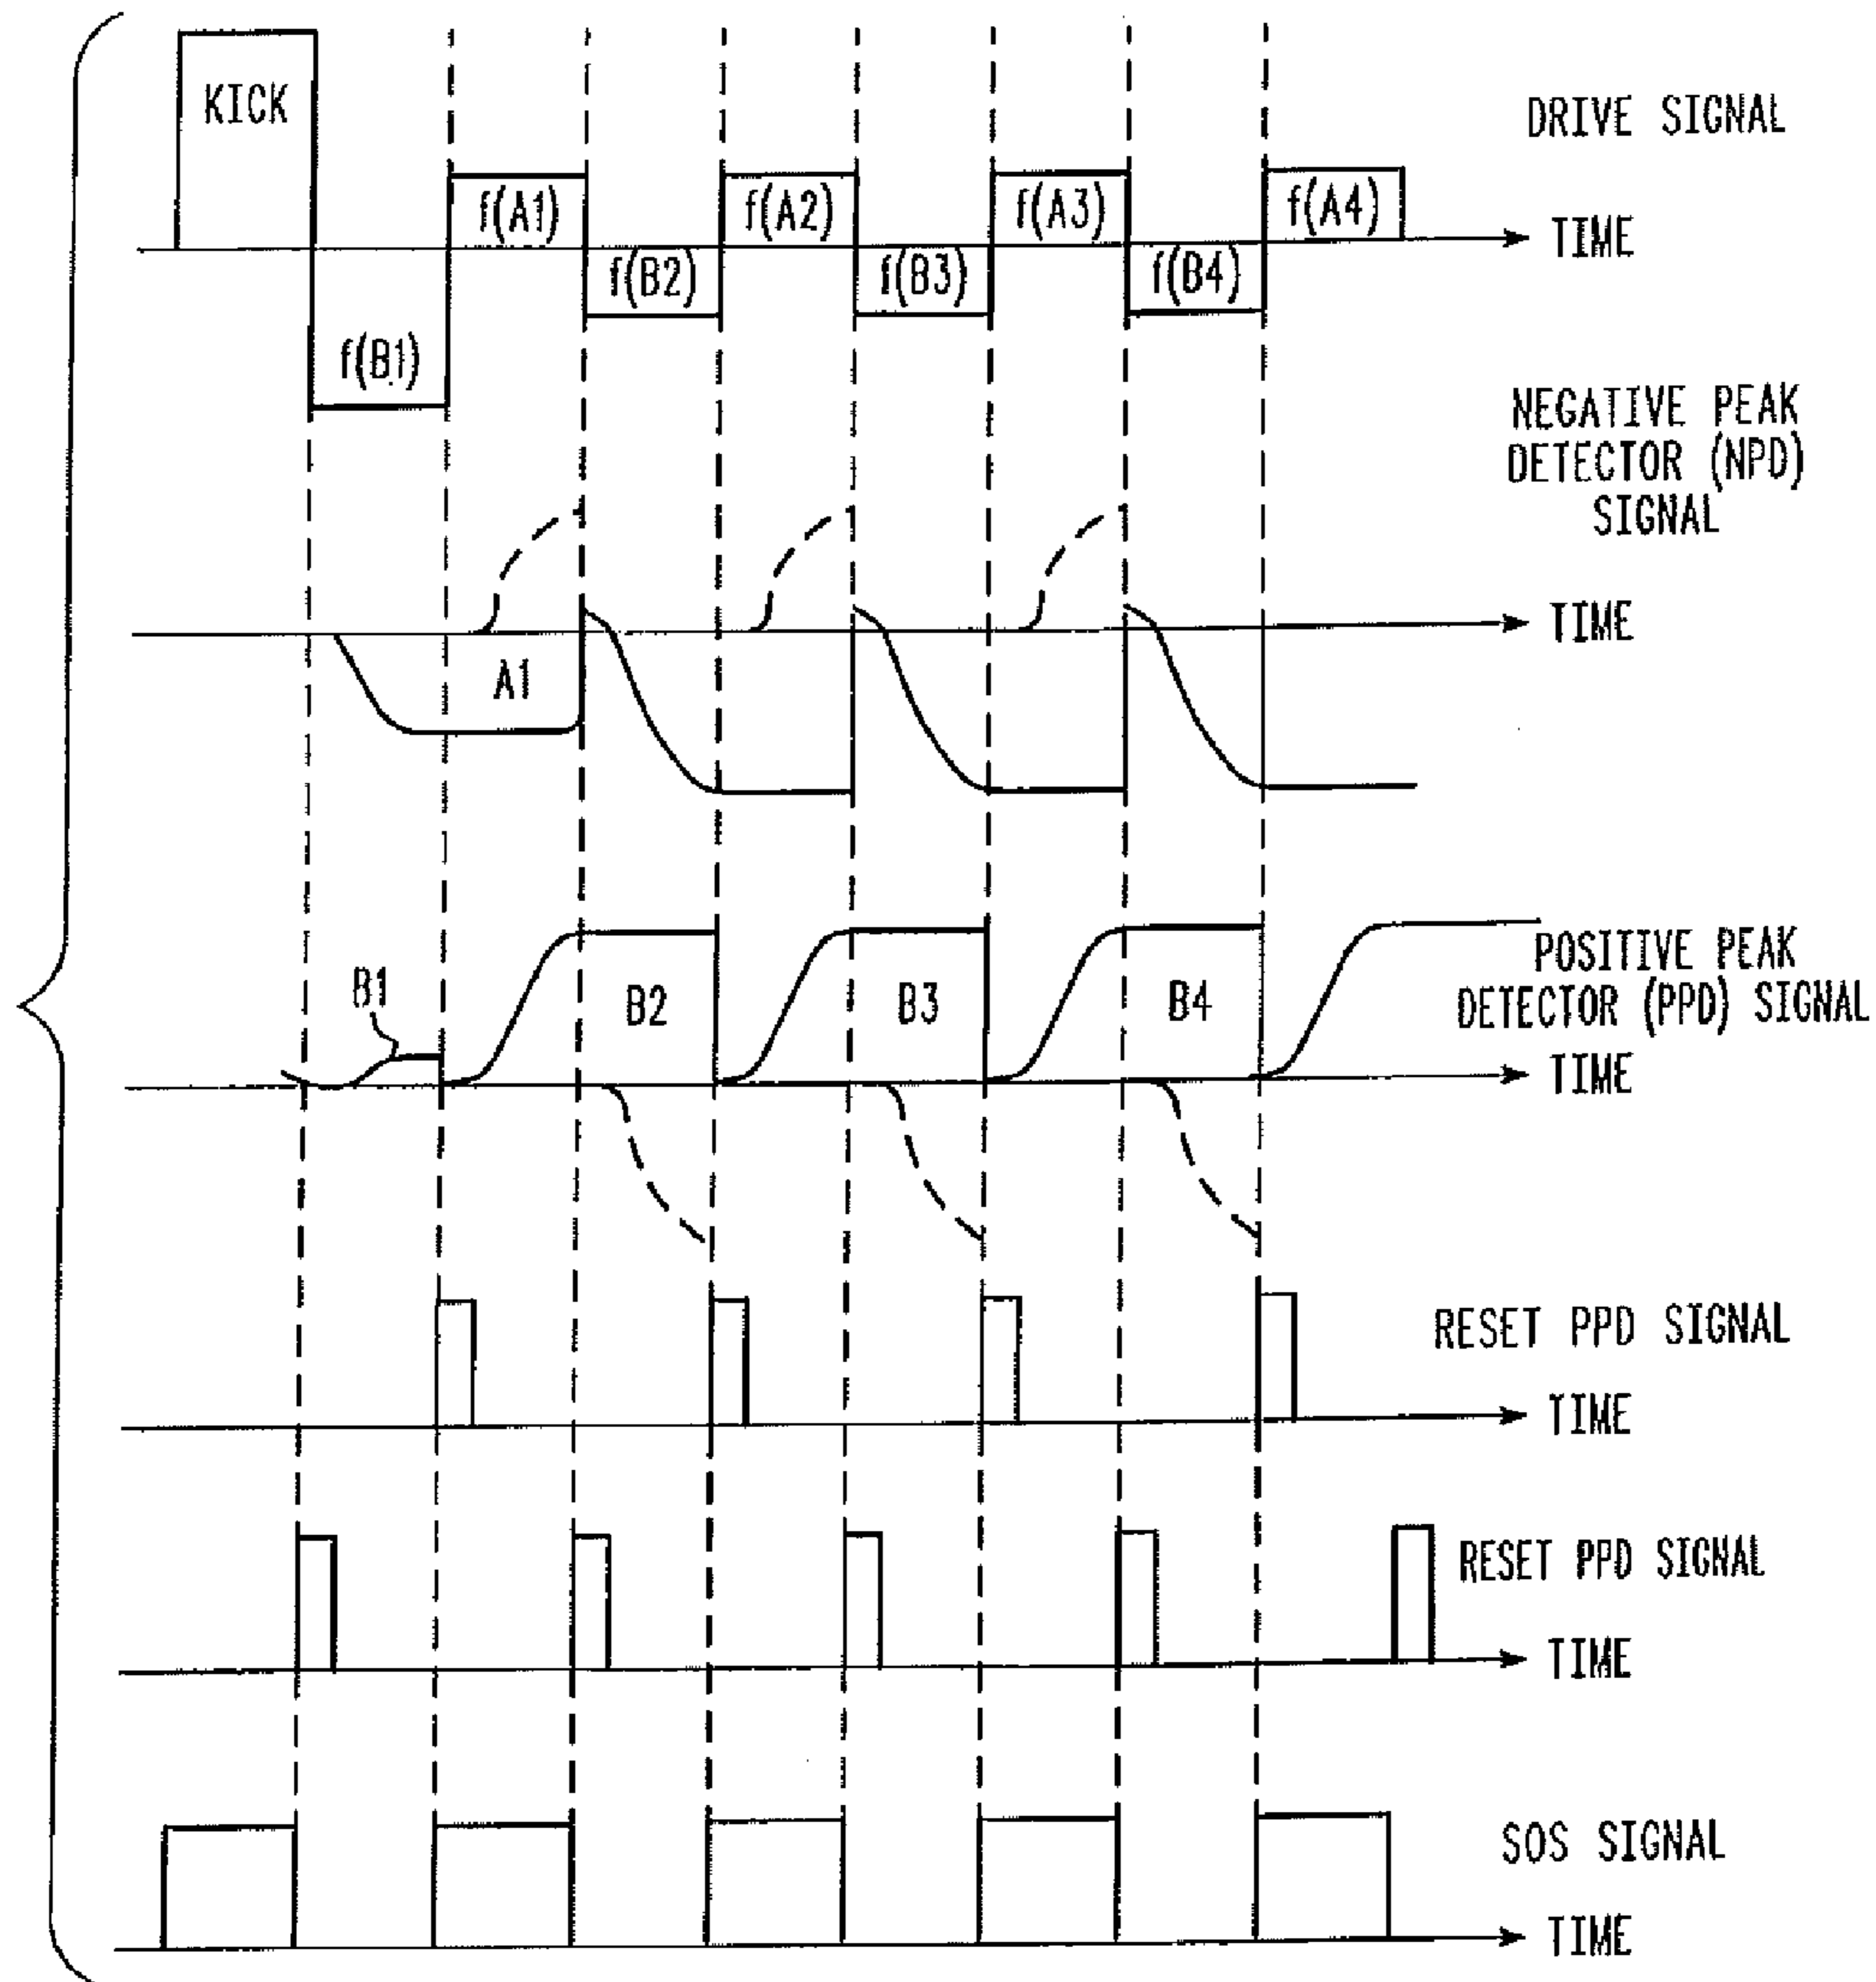 KICK
DRIVE SIGNAL
f(A1)
f(A2)
f(A3)
f(A4)
TIME
f(B2)
f(B3)
f(B4)
f(B1)
NEGATIVE PEAK
DETECTOR (NPD)
SIGNAL
TIME
A1
POSITIVE PEAK
DETECTOR (PPD) SIGNAL
B1
B2
B3
B4
TIME
RESET PPD SIGNAL
TIME
RESET PPD SIGNAL
TIME
SOS SIGNAL
TIME